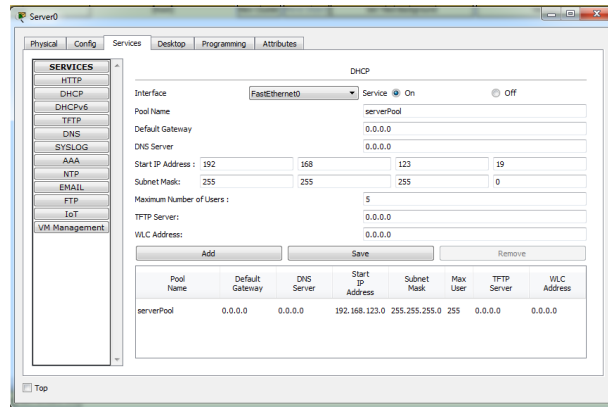 Server0
Physical Config Services Desktop Programming Attributes
SERVICES
HTTP
DHCP
DHCPv6
TFTP
DNS
SYSLOG
AAA
NTP
EMAIL
FTP
IoT
VM Management
DHCP
Interface FastEthernet0 Service On Off
Pool Name serverPool
Default Gateway 0.0.0.0
DNS Server 0.0.0.0
Start IP Address : 192 168 123 19
Subnet Mask: 255 255 255 0
Maximum Number of Users : 5
TFTP Server: 0.0.0.0
WLC Address: 0.0.0.0
Add Save Remove
Pool Name Default Gateway DNS Server Start IP Address Subnet Mask Max User TFTP Server WLC Address
serverPool 0.0.0.0 0.0.0.0 192.168.123.0 255.255.255.0 255 0.0.0.0 0.0.0.0
Top